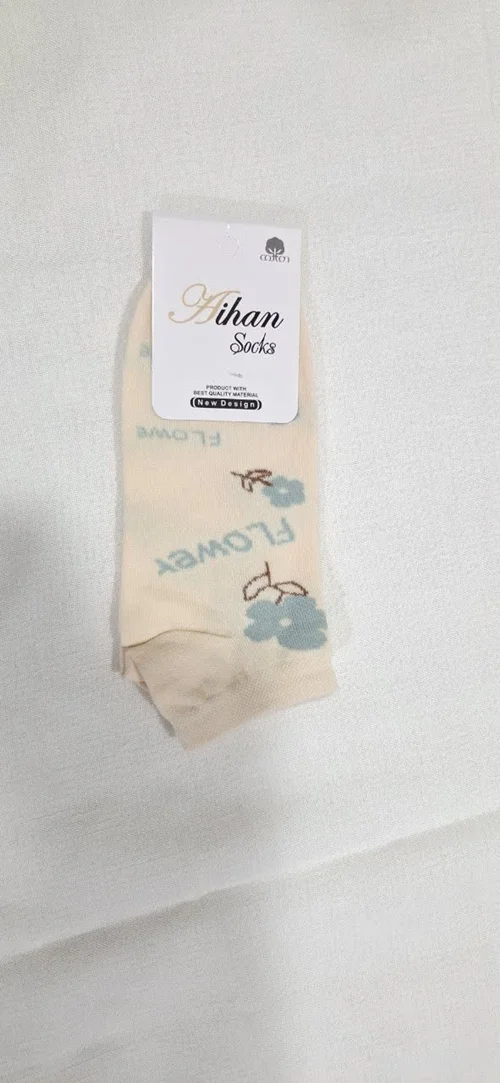 cotton
Aihan
Socks
PRODUCT WITH
BEST QUALITY MATERIAL
(New Design)
FLOWE
FLOWER